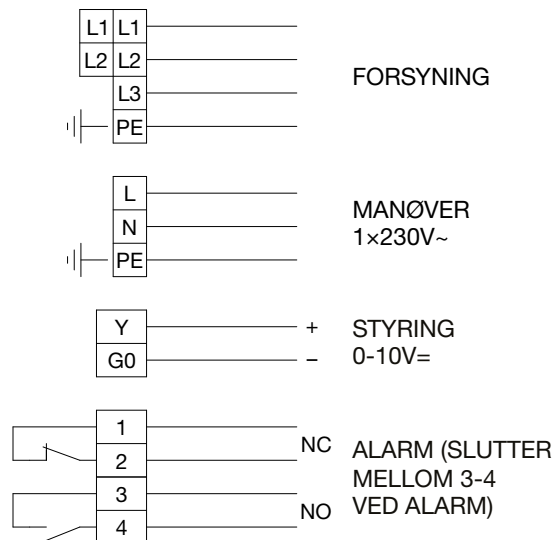 L1 L1
L2 L2
L3
PE
FORSYNING
L
N
PE
MANØVER
1×230V~
Y +
G0 –
STYRING
0-10V=
1
2
NC
3
4
NO
ALARM (SLUTTER
MELLOM 3-4
VED ALARM)